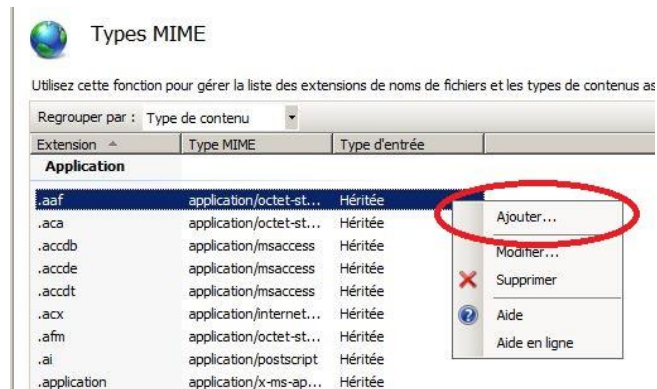 Types MIME
Utilisez cette fonction pour gérer la liste des extensions de noms de fichiers et les types de contenus as
Regrouper par : Type de contenu
Extension Type MIME Type d'entrée
Application
.aaf application/octet-st... Héritée
Ajouter...
.aca application/octet-st... Héritée
.accdb application/msaccess Héritée
Modifier...
.accde application/msaccess Héritée
Supprimer
.accdt application/msaccess Héritée
.acx application/internet... Héritée
Aide
.afm application/octet-st... Héritée
Aide en ligne
.ai application/postscript Héritée
.application application/x-ms-ap... Héritée